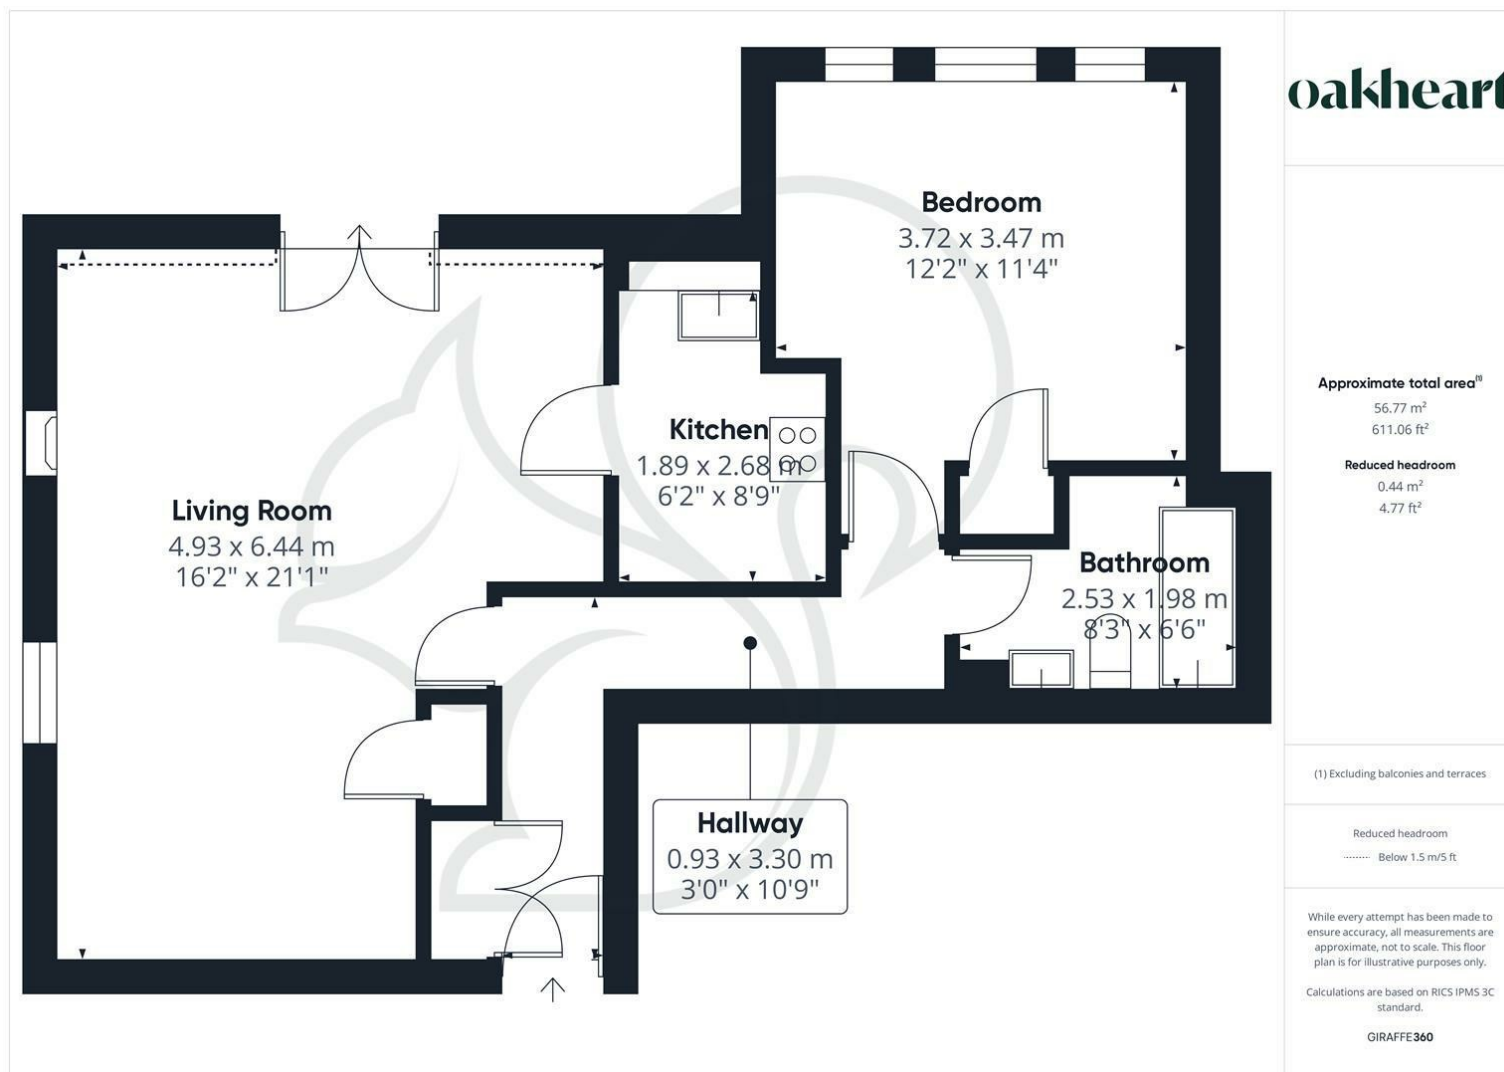 Bedroom
3.72 x 3.47 m
12'2" x 11'4"
Kitchen
1.89 x 2.68 m
6'2" x 8'9"
Living Room
4.93 x 6.44 m
16'2" x 21'1"
Bathroom
2.53 x 1.98 m
8'3" x 6'6"
Hallway
0.93 x 3.30 m
3'0" x 10'9"
oakheart
Approximate total area(1)
56.77 m²
611.06 ft²
Reduced headroom
0.44 m²
4.77 ft²
(1) Excluding balconies and terraces
Reduced headroom
Below 1.5 m/5 ft
While every attempt has been made to
ensure accuracy, all measurements are
approximate, not to scale. This floor
plan is for illustrative purposes only.
Calculations are based on RICS IPMS 3C
standard.
GIRAFFE360